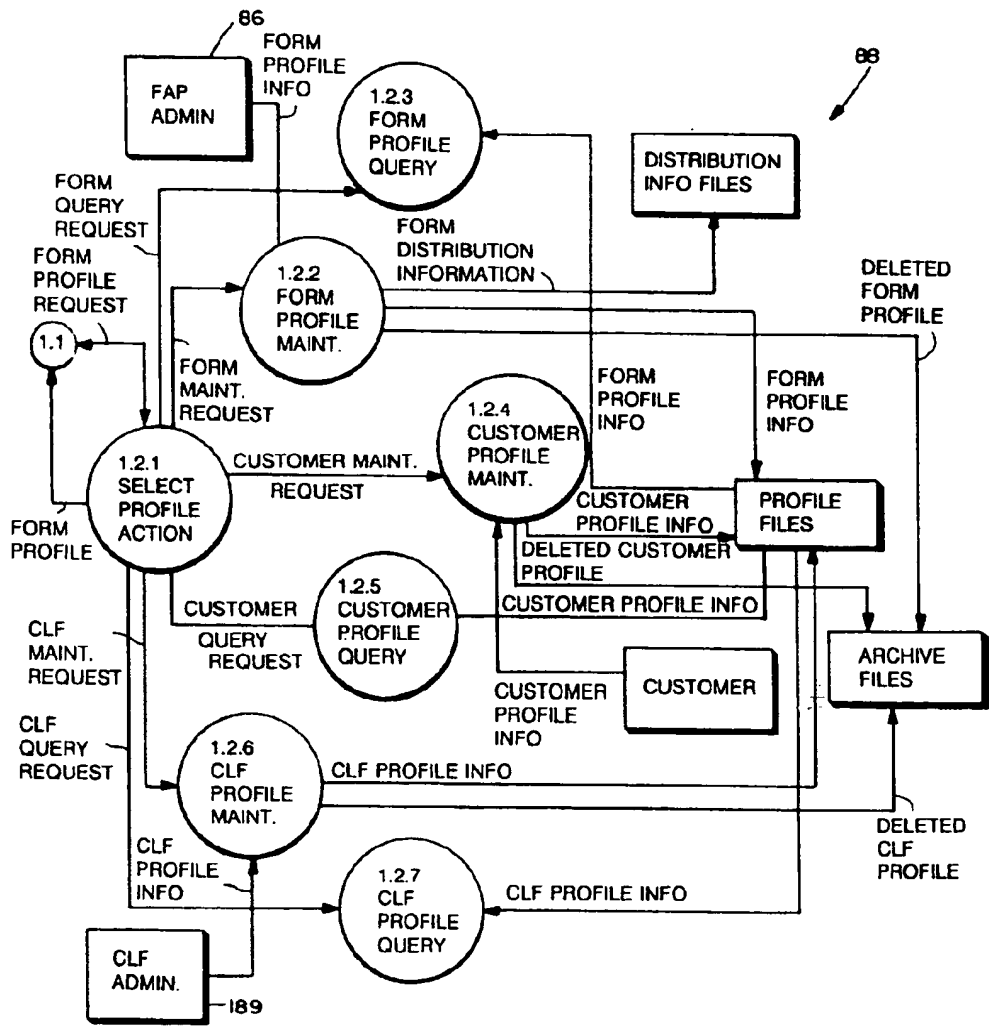 86
88
FAP
ADMIN
FORM
PROFILE
INFO
1.2.3
FORM
PROFILE
QUERY
DISTRIBUTION
INFO FILES
FORM
QUERY
REQUEST
FORM
PROFILE
REQUEST
FORM
DISTRIBUTION
INFORMATION
1.2.2
FORM
PROFILE
MAINT.
DELETED
FORM
PROFILE
1.1
FORM
MAINT.
REQUEST
FORM
PROFILE
INFO
FORM
PROFILE
INFO
1.2.4
CUSTOMER
PROFILE
MAINT.
1.2.1
SELECT
PROFILE
ACTION
CUSTOMER MAINT.
REQUEST
FORM
PROFILE
CUSTOMER
PROFILE INFO
PROFILE
FILES
DELETED CUSTOMER
PROFILE
1.2.5
CUSTOMER
PROFILE
QUERY
CUSTOMER
QUERY
REQUEST
CUSTOMER PROFILE INFO
CLF
MAINT.
REQUEST
CUSTOMER
PROFILE
INFO
CUSTOMER
ARCHIVE
FILES
CLF
QUERY
REQUEST
1.2.6
CLF
PROFILE
MAINT.
CLF PROFILE INFO
DELETED
CLF
PROFILE
CLF
PROFILE
INFO
1.2.7
CLF
PROFILE
QUERY
CLF PROFILE INFO
CLF
ADMIN.
189